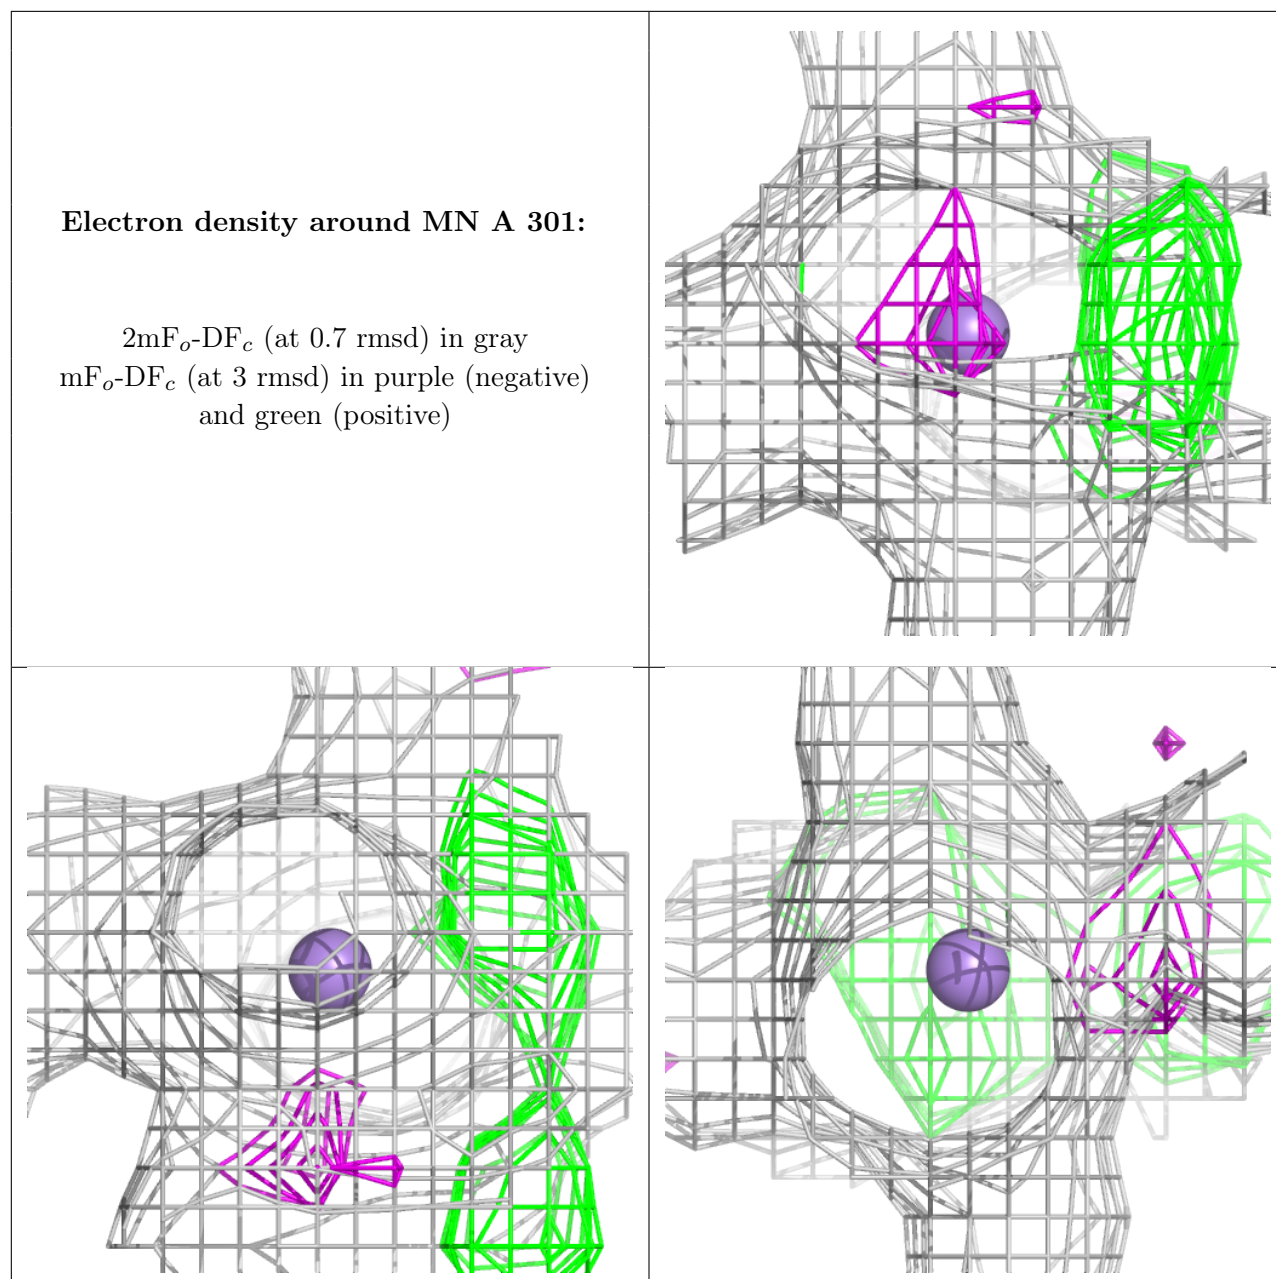 Electron density around MN A 301:
2mFo-DFc (at 0.7 rmsd) in gray
mFo-DFc (at 3 rmsd) in purple (negative)
and green (positive)